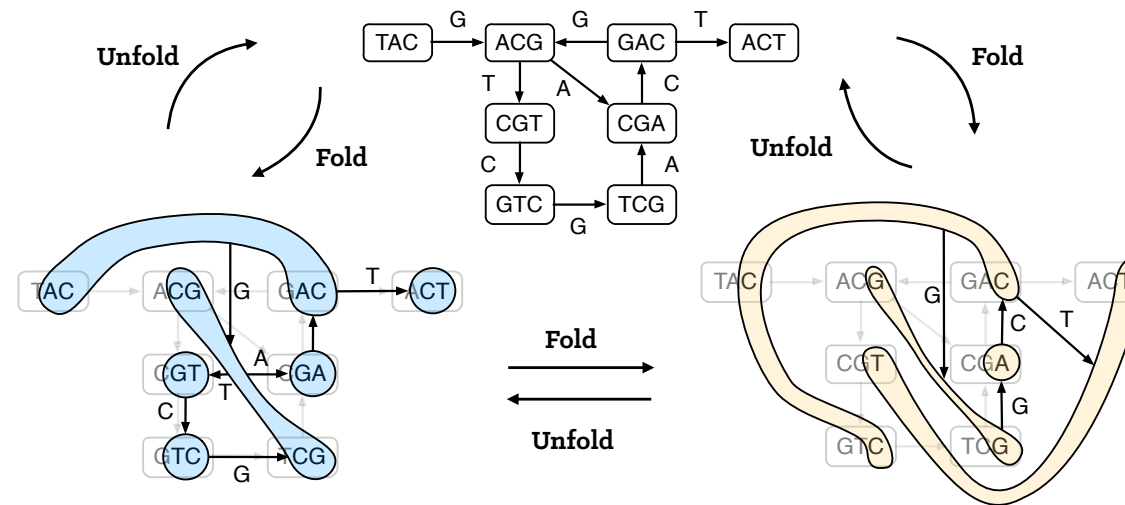 G G T
TAC ACG GAC ACT
Unfold Fold
T A C
CGT CGA
Fold Unfold
C A
GTC TCG
G
T
TAC ACG G GAC ACT
TAC ACG GAC ACT
G C T
Fold
A
CGT T CGA
CGT CGA
C G
Unfold
GTC TCG
GTC TCG
G